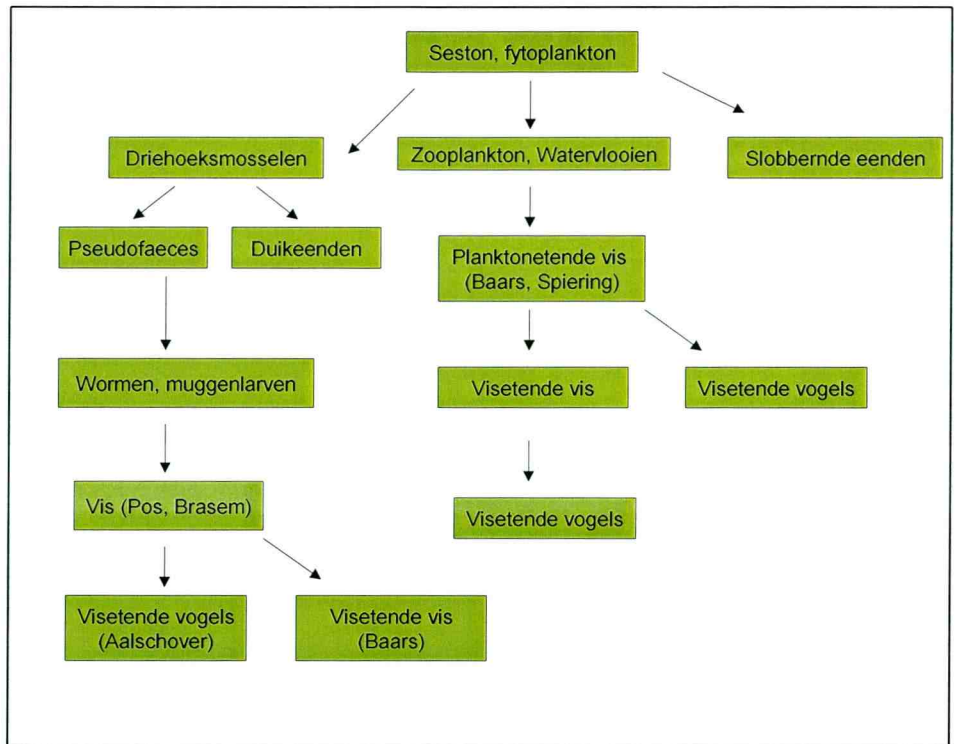 Seston, fytoplankton
Driehoeksmosselen
Zooplankton, Watervlooien
Slobbernde eenden
Pseudofaeces
Duikeenden
Planktonetende vis
(Baars, Spiering)
Wormen, muggenlarven
Visetende vis
Visetende vogels
Vis (Pos, Brasem)
Visetende vogels
Visetende vogels
(Aalschover)
Visetende vis
(Baars)